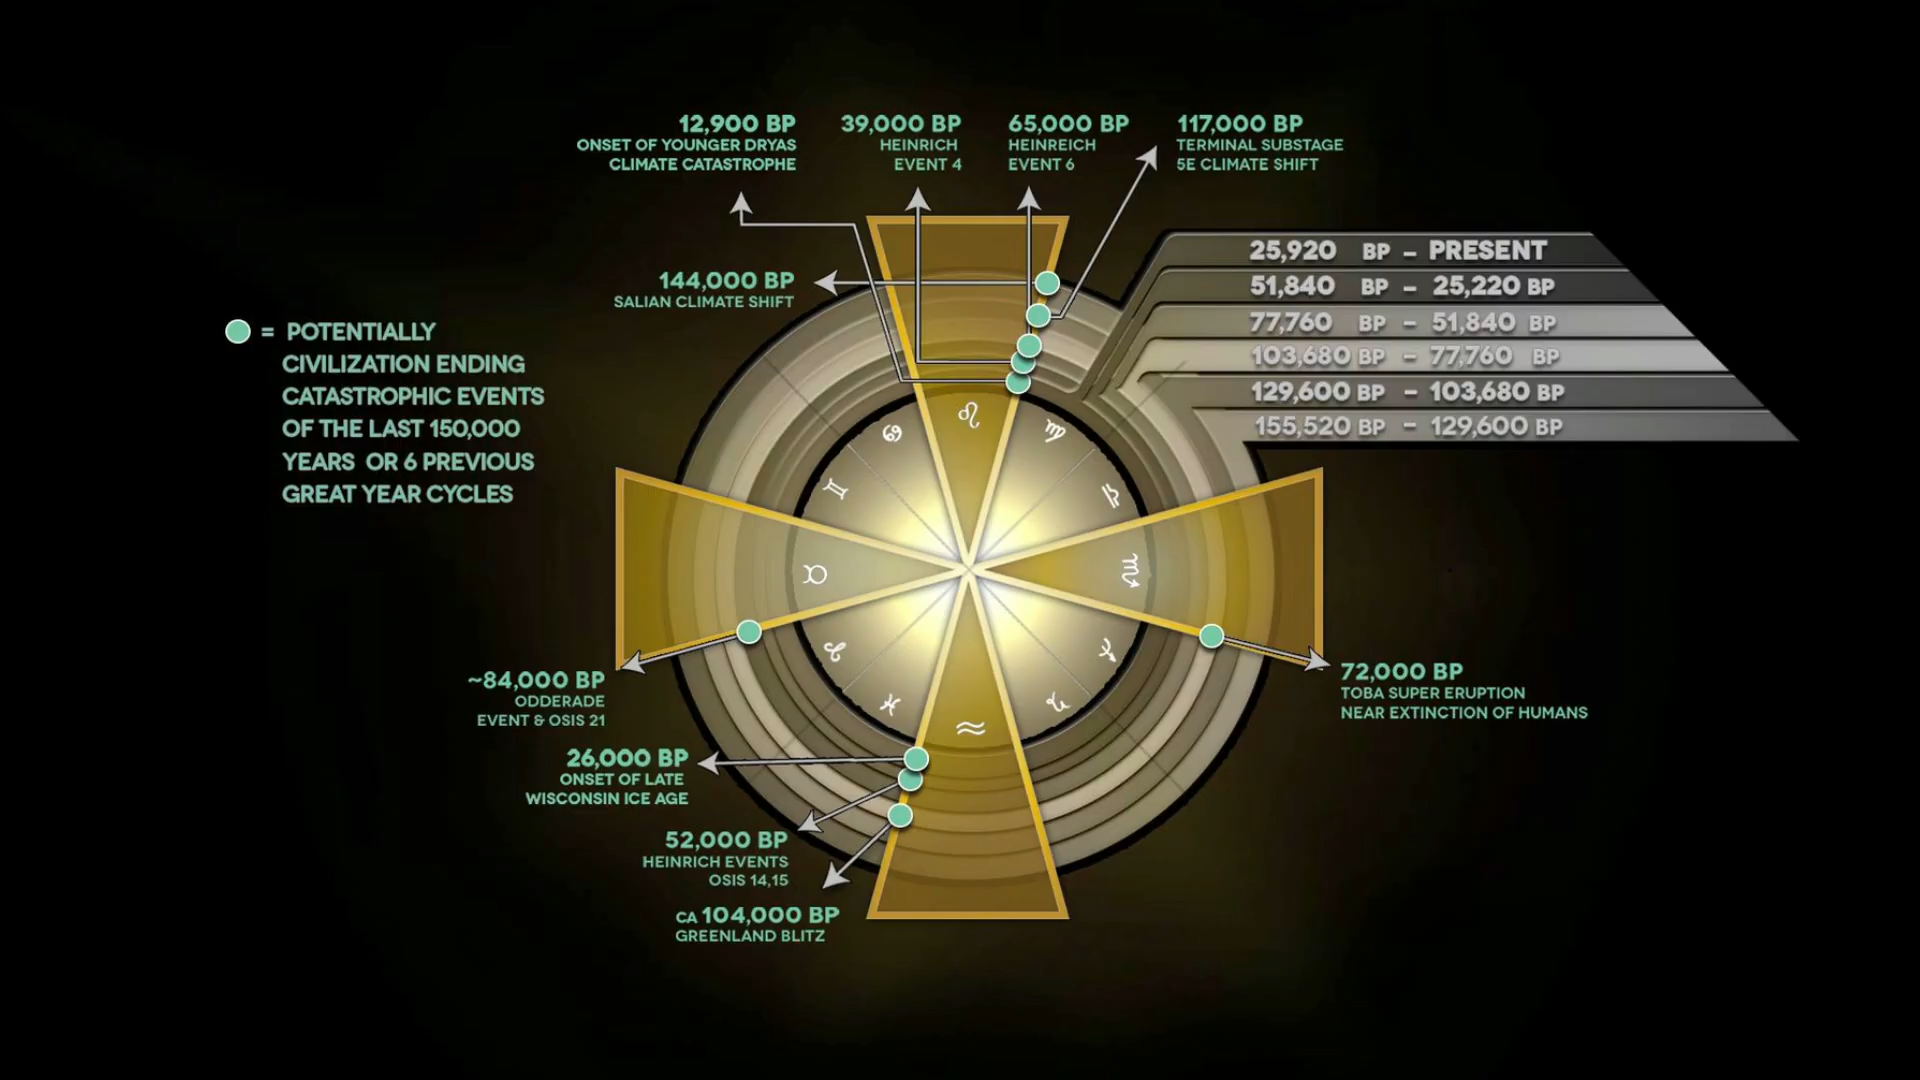 12,900 BP
ONSET OF YOUNGER DRYAS
CLIMATE CATASTROPHE
39,000 BP
HEINRICH
EVENT 4
65,000 BP
HEINREICH
EVENT 6
117,000 BP
TERMINAL SUBSTAGE
5E CLIMATE SHIFT
144,000 BP
SALIAN CLIMATE SHIFT
25,920 BP – PRESENT
51,840 BP – 25,220 BP
77,760 BP – 51,840 BP
103,680 BP – 77,760 BP
129,600 BP – 103,680 BP
155,520 BP – 129,600 BP
= POTENTIALLY
CIVILIZATION ENDING
CATASTROPHIC EVENTS
OF THE LAST 150,000
YEARS OR 6 PREVIOUS
GREAT YEAR CYCLES
♌
♋
♍
♊
♎
♉
♏
♈
♐
♓
♑
♒
~84,000 BP
ODDERADE
EVENT & OSIS 21
72,000 BP
TOBA SUPER ERUPTION
NEAR EXTINCTION OF HUMANS
26,000 BP
ONSET OF LATE
WISCONSIN ICE AGE
52,000 BP
HEINRICH EVENTS
OSIS 14,15
CA 104,000 BP
GREENLAND BLITZ